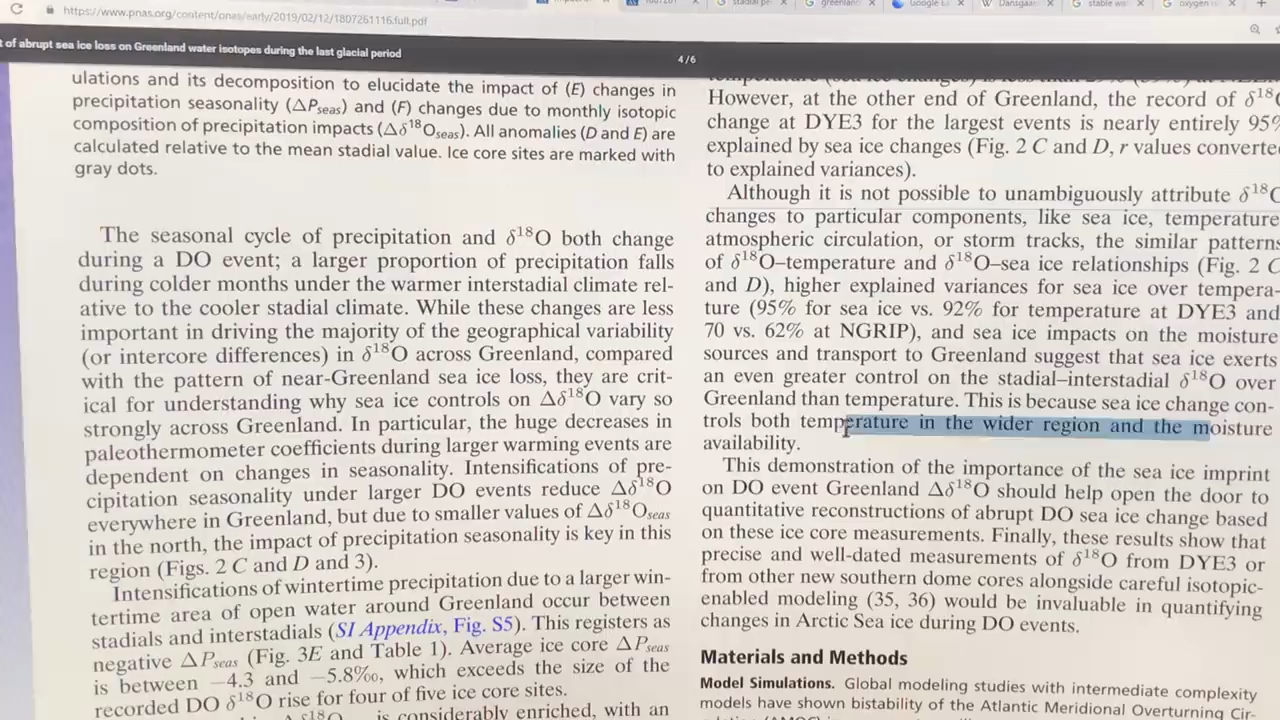 https://www.pnas.org/content/pnas/early/2019/02/12/1807261116.full.pdf
t of abrupt sea ice loss on Greenland water isotopes during the last glacial period
4/6
ulations and its decomposition to elucidate the impact of (E) changes in
precipitation seasonality (ΔPseas) and (F) changes due to monthly isotopic
composition of precipitation impacts (Δδ¹⁸Oseas). All anomalies (D and E) are
calculated relative to the mean stadial value. Ice core sites are marked with
gray dots.
The seasonal cycle of precipitation and δ¹⁸O both change
during a DO event; a larger proportion of precipitation falls
during colder months under the warmer interstadial climate rel-
ative to the cooler stadial climate. While these changes are less
important in driving the majority of the geographical variability
(or intercore differences) in δ¹⁸O across Greenland, compared
with the pattern of near-Greenland sea ice loss, they are crit-
ical for understanding why sea ice controls on Δδ¹⁸O vary so
strongly across Greenland. In particular, the huge decreases in
paleothermometer coefficients during larger warming events are
dependent on changes in seasonality. Intensifications of pre-
cipitation seasonality under larger DO events reduce Δδ¹⁸O
everywhere in Greenland, but due to smaller values of Δδ¹⁸Oseas
in the north, the impact of precipitation seasonality is key in this
region (Figs. 2 C and D and 3).
Intensifications of wintertime precipitation due to a larger win-
tertime area of open water around Greenland occur between
stadials and interstadials (SI Appendix, Fig. S5). This registers as
negative ΔPseas (Fig. 3E and Table 1). Average ice core ΔPseas
is between −4.3 and −5.8‰, which exceeds the size of the
recorded DO δ¹⁸O rise for four of five ice core sites.
is considerably enriched, with an
However, at the other end of Greenland, the record of δ¹⁸O
change at DYE3 for the largest events is nearly entirely 95%
explained by sea ice changes (Fig. 2 C and D, r values converte
to explained variances).
Although it is not possible to unambiguously attribute δ¹⁸O
changes to particular components, like sea ice, temperature
atmospheric circulation, or storm tracks, the similar patterns
of δ¹⁸O–temperature and δ¹⁸O–sea ice relationships (Fig. 2 C
and D), higher explained variances for sea ice over tempera-
ture (95% for sea ice vs. 92% for temperature at DYE3 and
70 vs. 62% at NGRIP), and sea ice impacts on the moisture
sources and transport to Greenland suggest that sea ice exerts
an even greater control on the stadial–interstadial δ¹⁸O over
Greenland than temperature. This is because sea ice change con-
trols both temperature in the wider region and the moisture
availability.
This demonstration of the importance of the sea ice imprint
on DO event Greenland Δδ¹⁸O should help open the door to
quantitative reconstructions of abrupt DO sea ice change based
on these ice core measurements. Finally, these results show that
precise and well-dated measurements of δ¹⁸O from DYE3 or
from other new southern dome cores alongside careful isotopic-
enabled modeling (35, 36) would be invaluable in quantifying
changes in Arctic Sea ice during DO events.
Materials and Methods
Model Simulations. Global modeling studies with intermediate complexity
models have shown bistability of the Atlantic Meridional Overturning Cir-